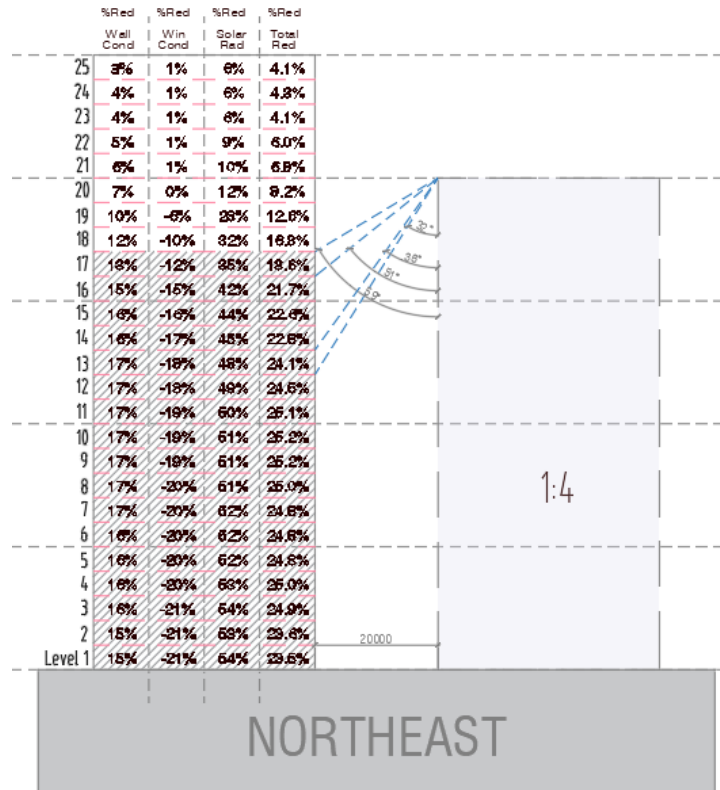 %Red %Red %Red %Red
Wall Cond Win Cond Solar Rad Total Red
25 3% 1% 6% 4.1%
24 4% 1% 6% 4.3%
23 4% 1% 6% 4.1%
22 5% 1% 9% 6.0%
21 6% 1% 10% 6.8%
20 7% 0% 12% 8.2%
19 10% -6% 28% 12.6%
18 12% -10% 32% 16.8%
17 13% -12% 35% 18.6%
16 15% -15% 42% 21.7%
15 16% -16% 44% 22.6%
14 16% -17% 45% 22.8%
13 17% -18% 48% 24.1%
12 17% -18% 49% 24.5%
11 17% -19% 50% 25.1%
10 17% -19% 51% 25.2%
9 17% -19% 51% 25.2%
8 17% -20% 51% 25.0%
7 17% -20% 52% 24.8%
6 16% -20% 52% 24.8%
5 16% -20% 52% 24.8%
4 16% -20% 53% 25.0%
3 16% -21% 54% 24.9%
2 15% -21% 53% 23.6%
Level 1 15% -21% 54% 23.5%
32°
38°
51°
1:4
20000
NORTHEAST